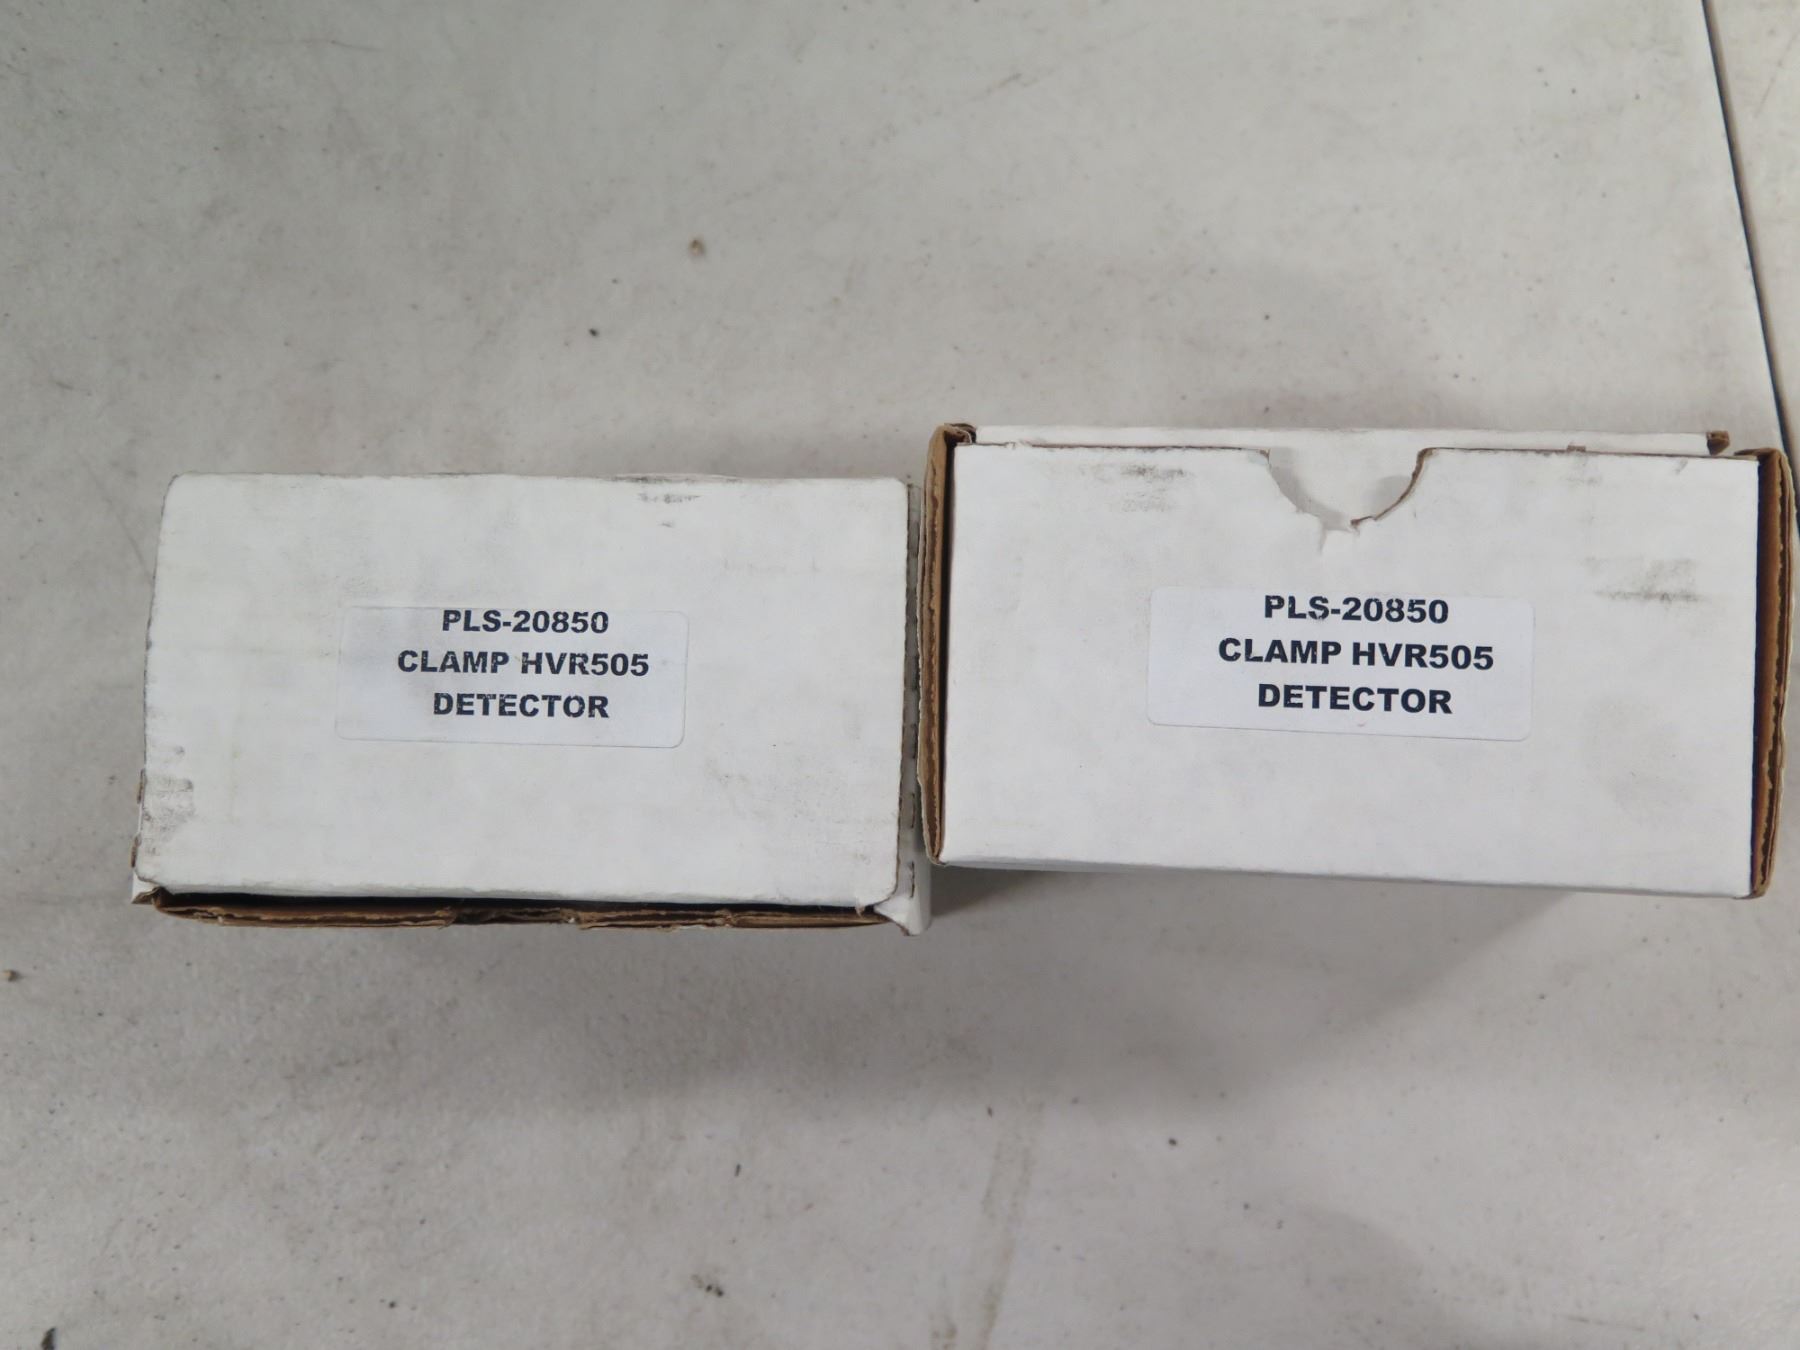 PLS-20850
CLAMP HVR505
DETECTOR
PLS-20850
CLAMP HVR505
DETECTOR